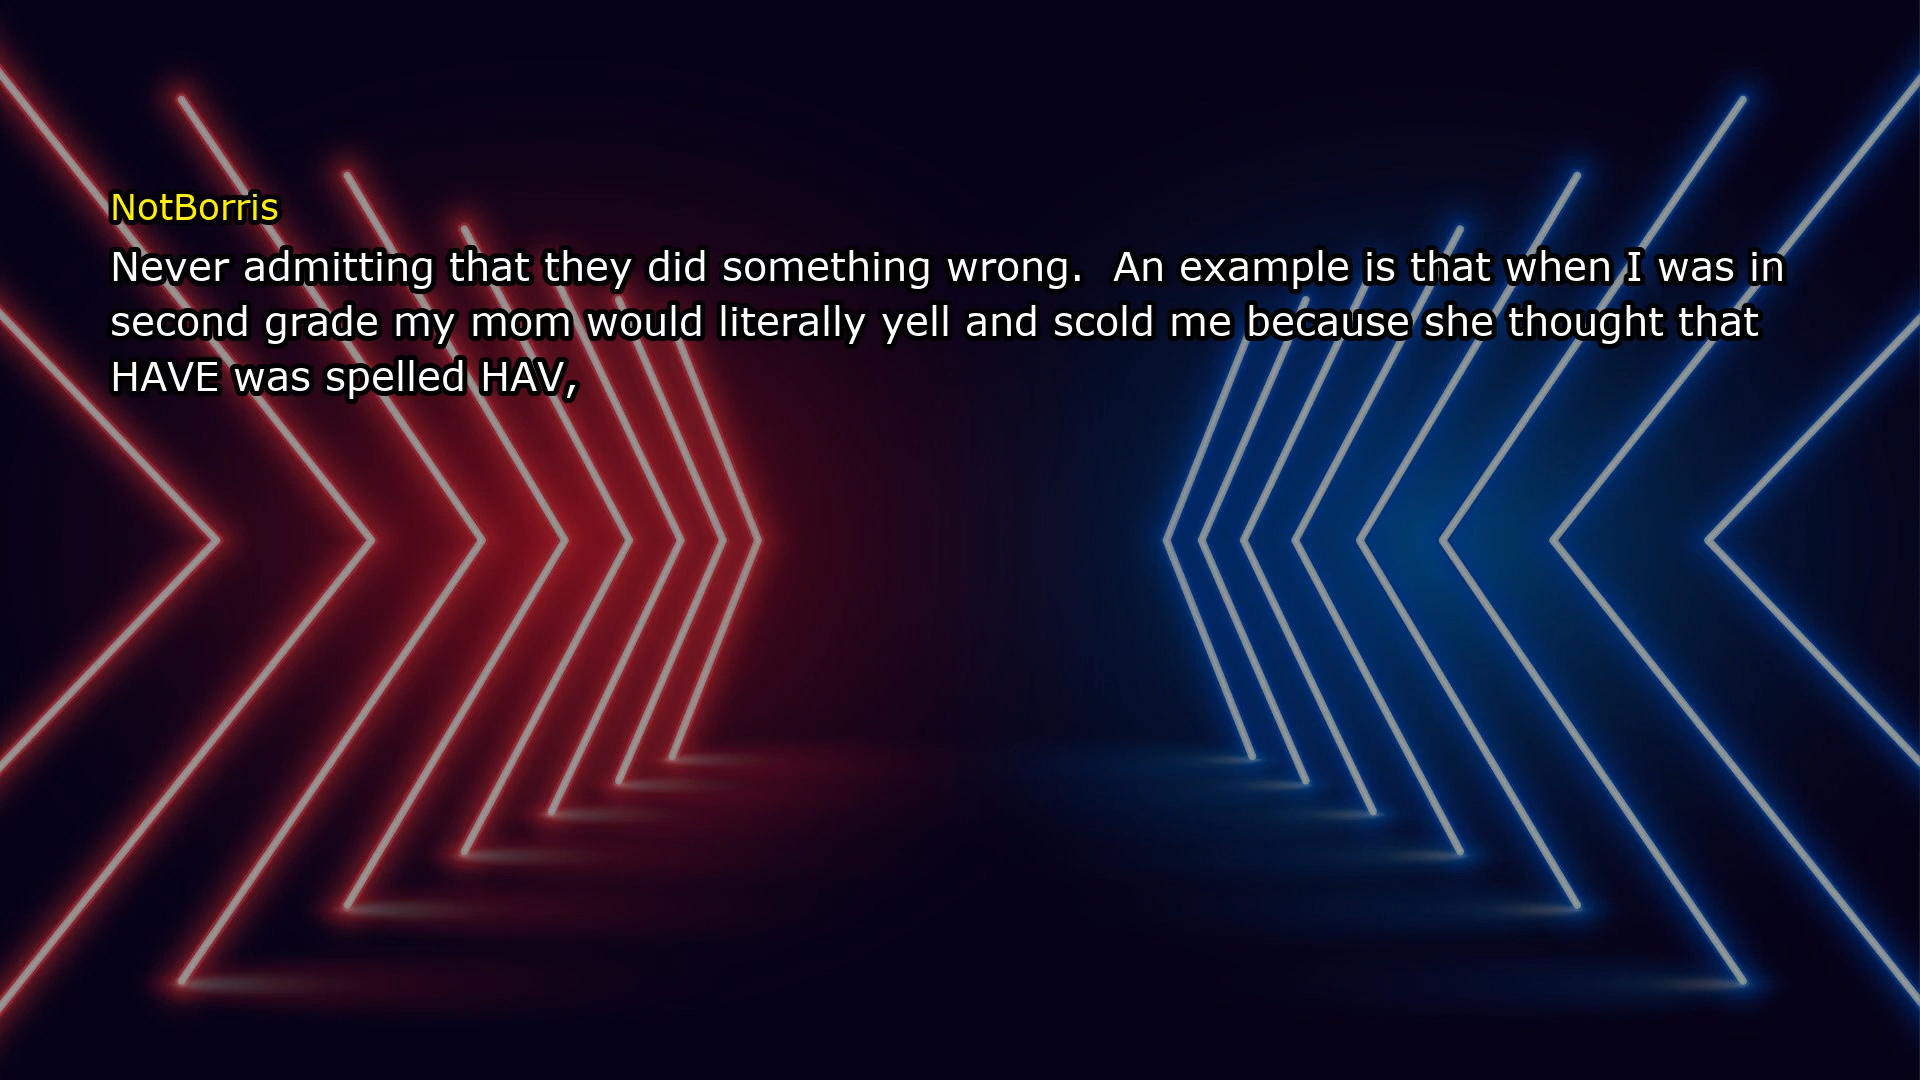 NotBorris
Never admitting that they did something wrong.  An example is that when I was in
second grade my mom would literally yell and scold me because she thought that
HAVE was spelled HAV,